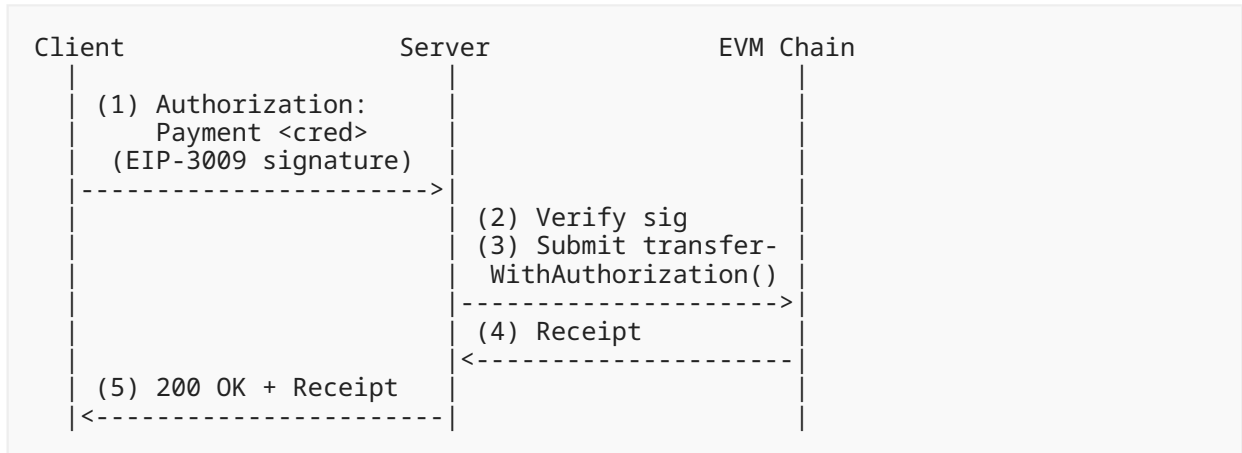 Client Server EVM Chain
(1) Authorization:
Payment <cred>
(EIP-3009 signature)
(2) Verify sig
(3) Submit transfer-
WithAuthorization()
(4) Receipt
(5) 200 OK + Receipt